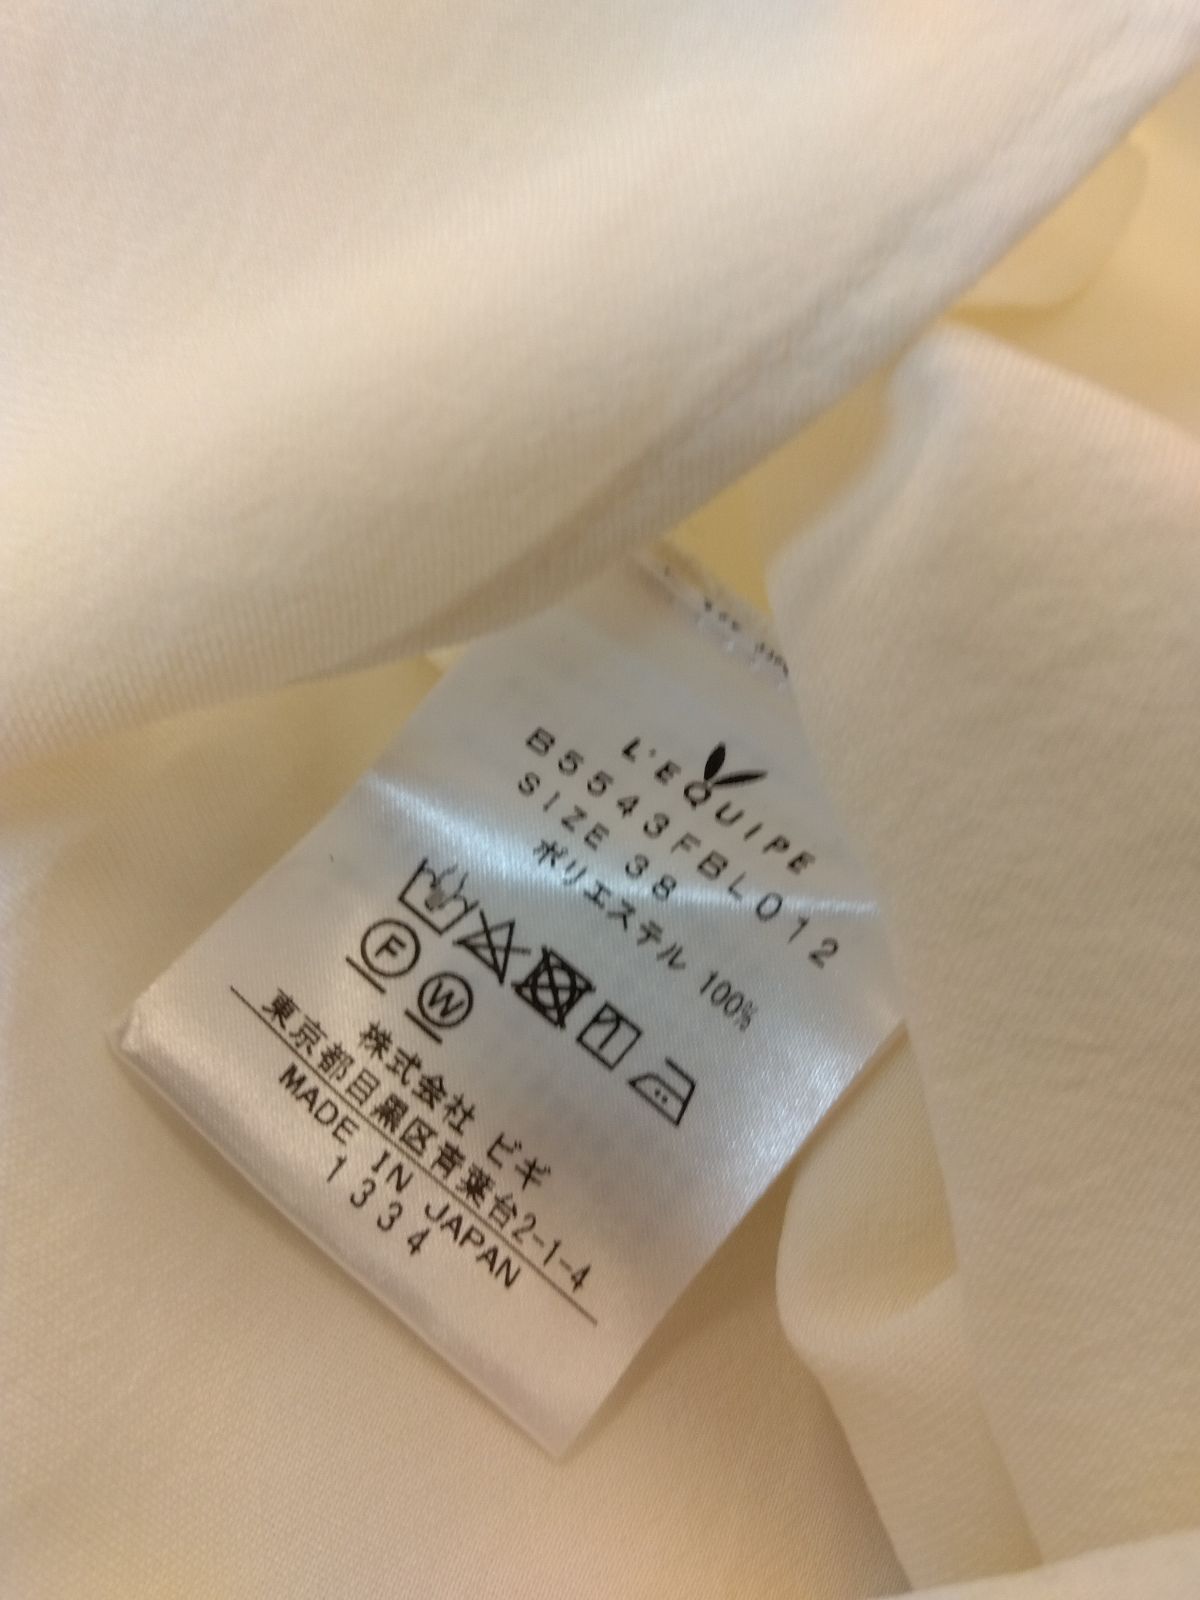 L'EQUIPE
B5543FBL012
SIZE 38
ポリエステル 100%
F W
株式会社 ビギ
東京都目黒区青葉台2-1-4
MADE IN JAPAN
1334